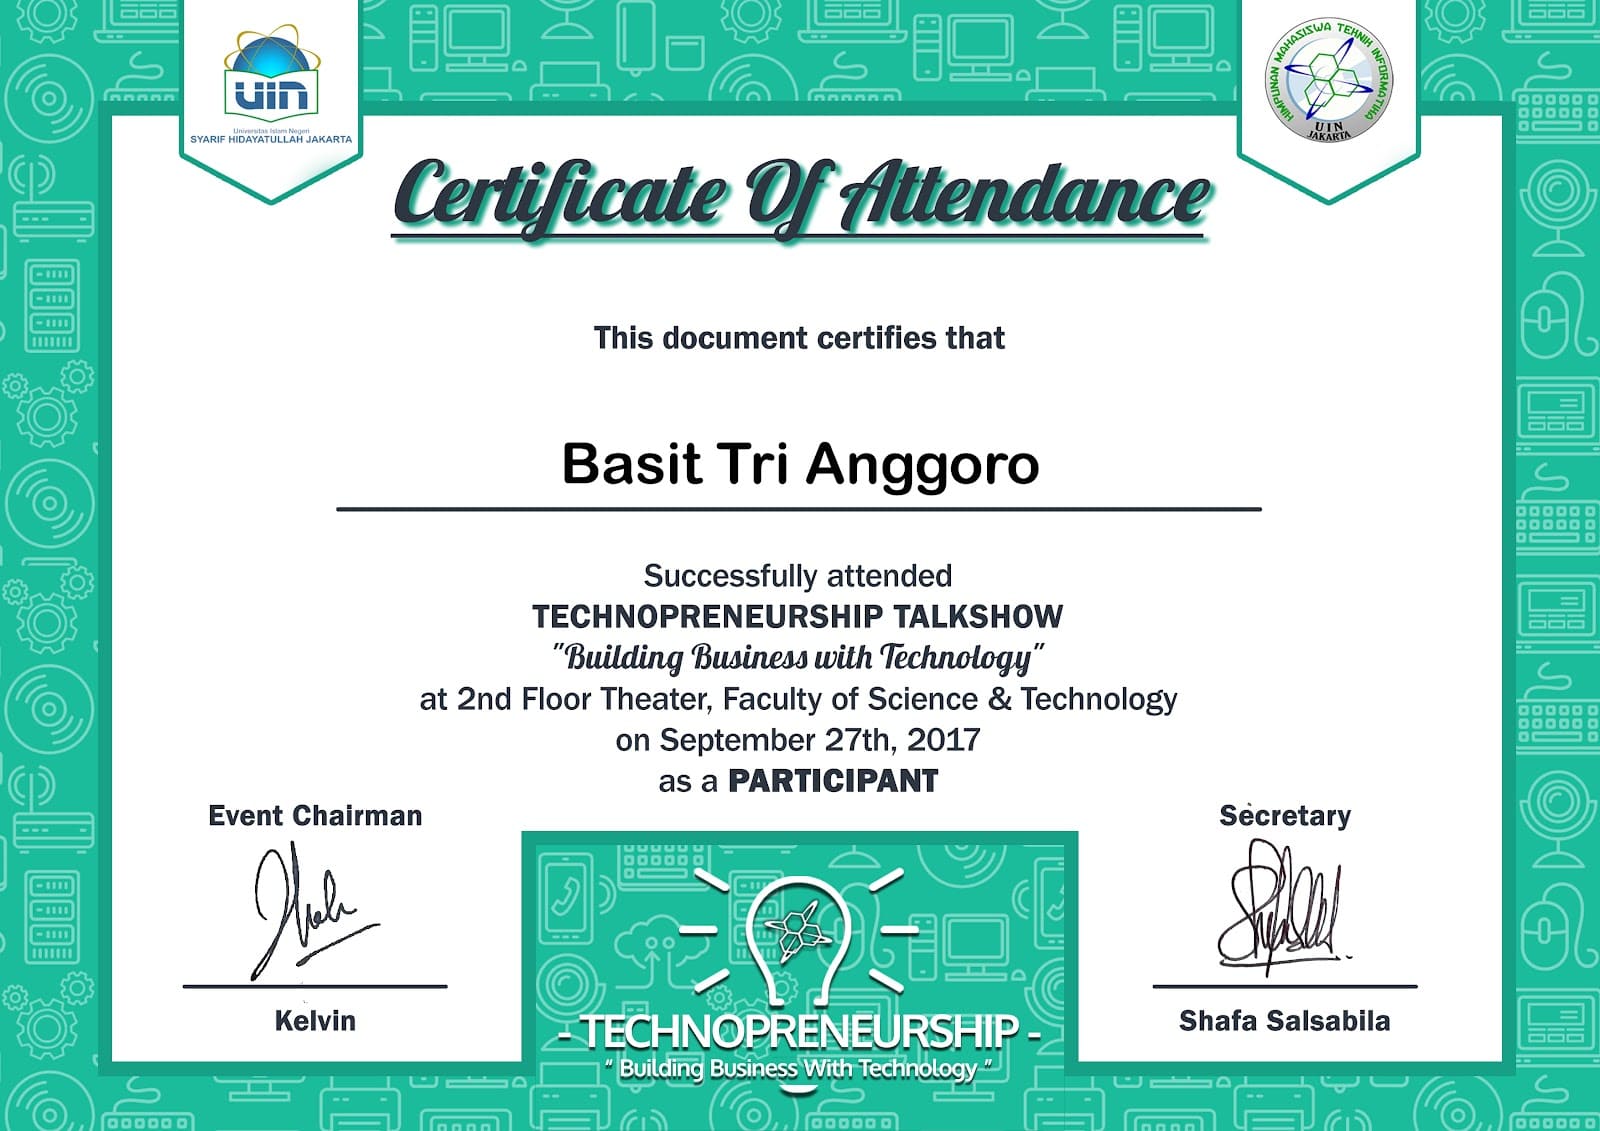 uin
Universitas Islam Negeri
SYARIF HIDAYATULLAH JAKARTA
HIMPUNAN MAHASISWA TEKNIK INFORMATIKA
UIN
JAKARTA
Certificate Of Attendance
This document certifies that
Basit Tri Anggoro
Successfully attended
TECHNOPRENEURSHIP TALKSHOW
"Building Business with Technology"
at 2nd Floor Theater, Faculty of Science & Technology
on September 27th, 2017
as a PARTICIPANT
Event Chairman
Kelvin
Secretary
Shafa Salsabila
- TECHNOPRENEURSHIP -
" Building Business With Technology "